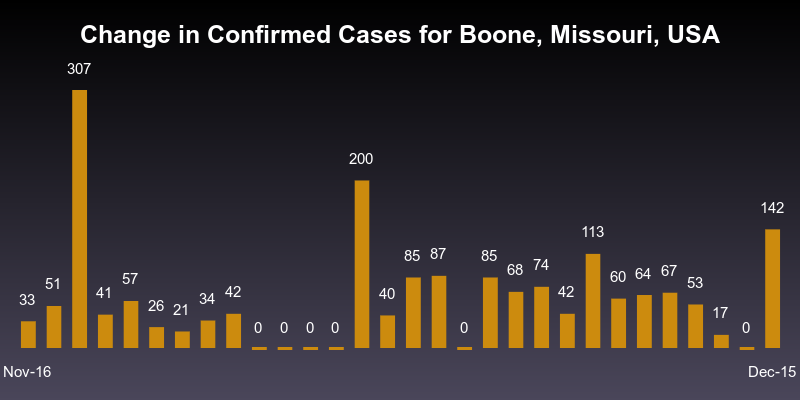 Change in Confirmed Cases for Boone, Missouri, USA
33 51 307 41 57 26 21 34 42 0 0 0 0 200 40 85 87 0 85 68 74 42 113 60 64 67 53 17 0 142
Nov-16 Dec-15